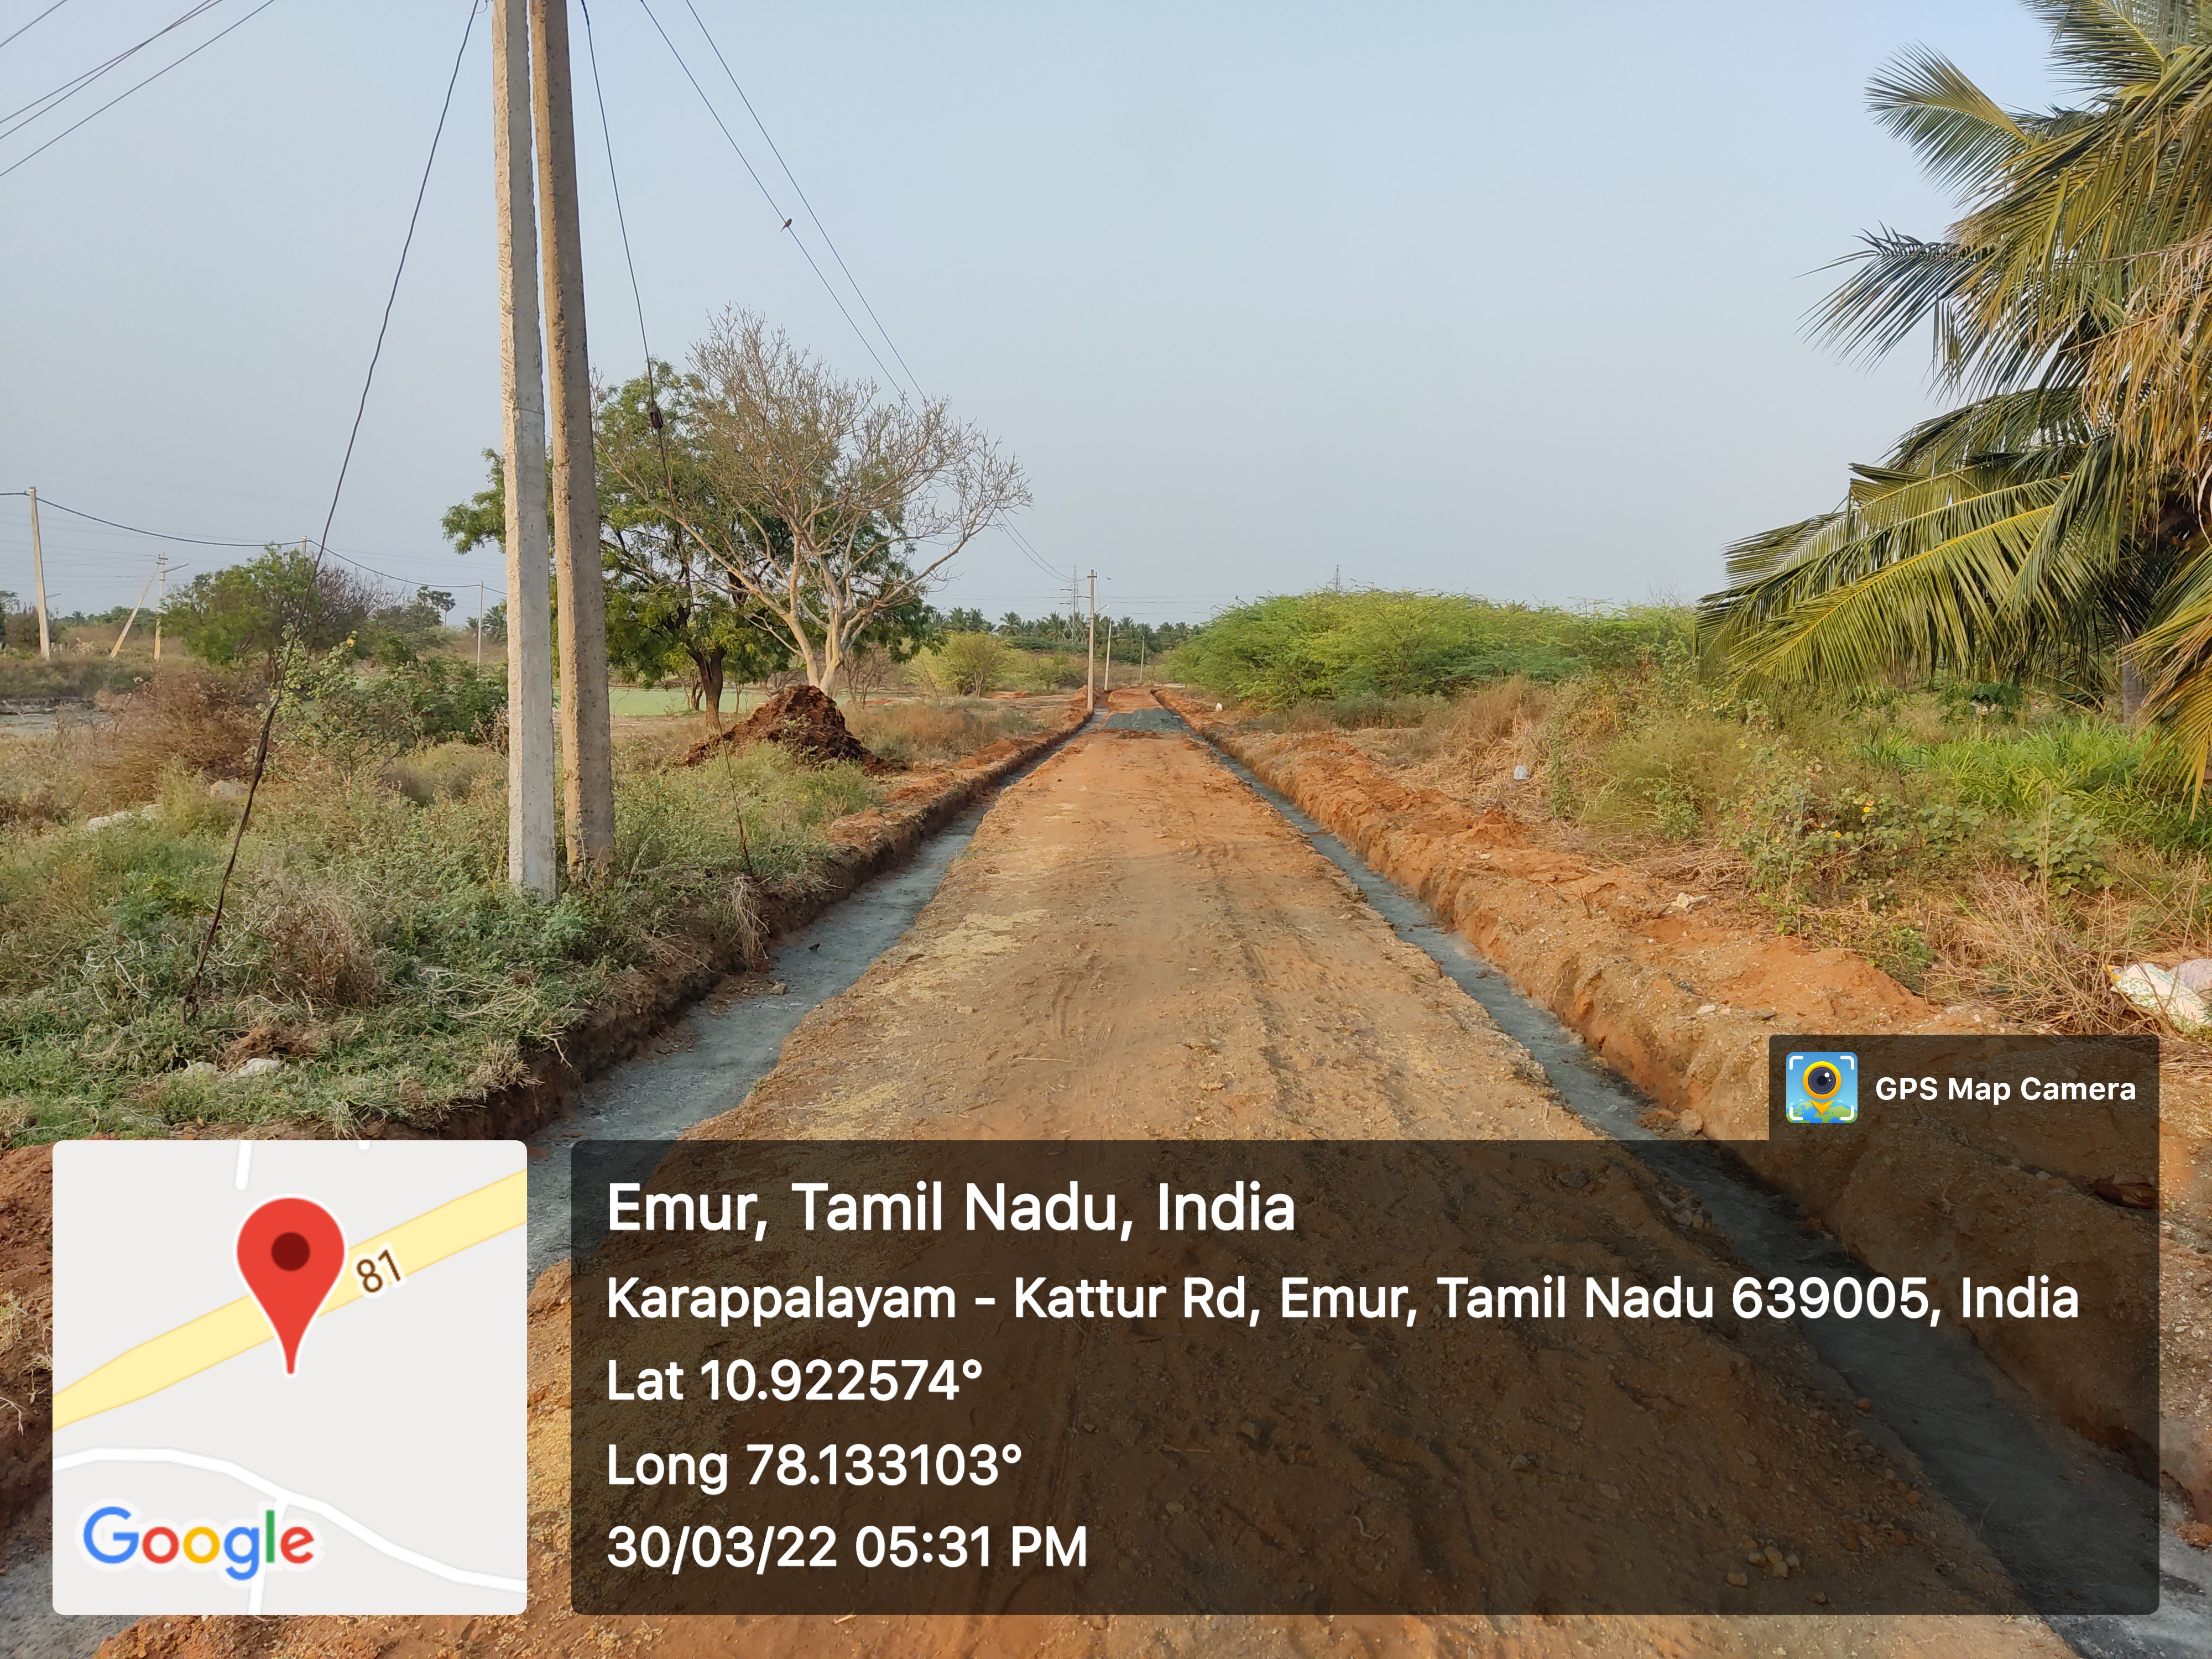 GPS Map Camera
81
Google
Emur, Tamil Nadu, India
Karappalayam - Kattur Rd, Emur, Tamil Nadu 639005, India
Lat 10.922574°
Long 78.133103°
30/03/22 05:31 PM